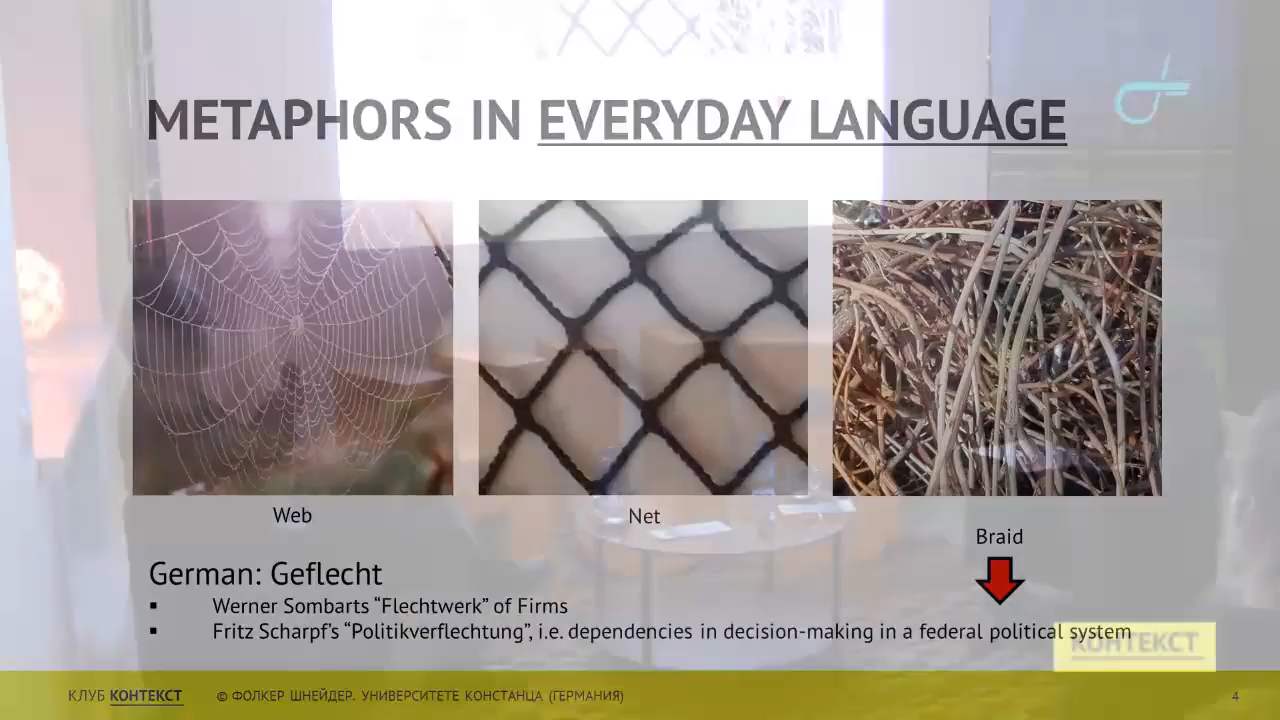 METAPHORS IN EVERYDAY LANGUAGE
Web
Net
Braid
German: Geflecht
▪ Werner Sombarts “Flechtwerk” of Firms
▪ Fritz Scharpf’s “Politikverflechtung”, i.e. dependencies in decision-making in a federal political system
КОНТЕКСТ
КЛУБ КОНТЕКСТ © ФОЛКЕР ШНЕЙДЕР. УНИВЕРСИТЕТЕ КОНСТАНЦА (ГЕРМАНИЯ) 4